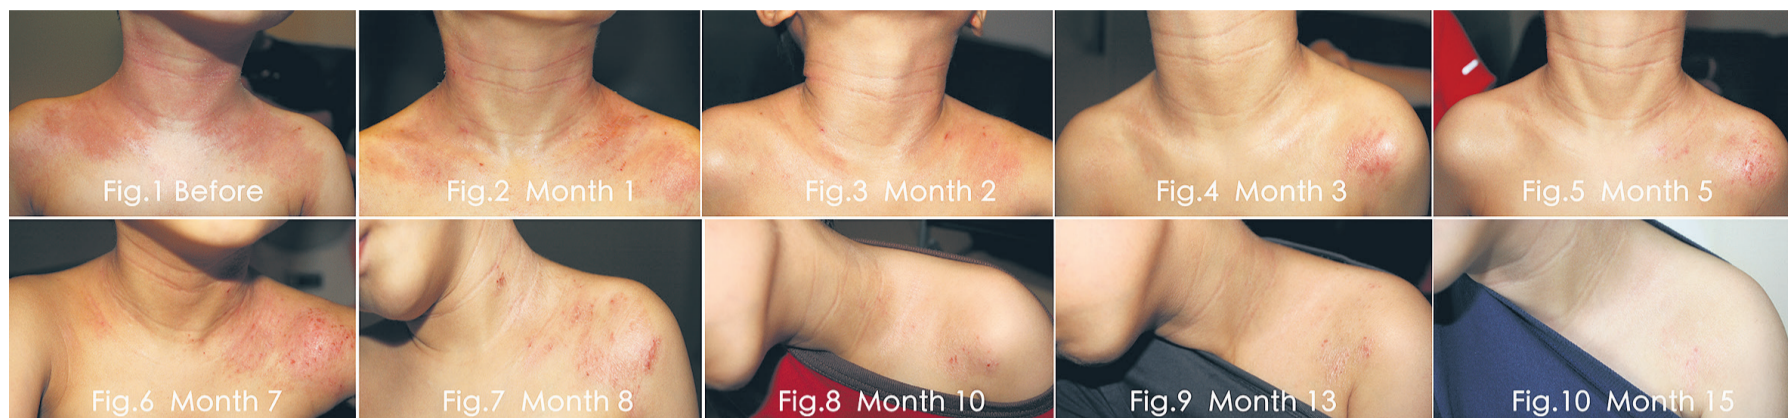 Fig.1 Before
Fig.2 Month 1
Fig.3 Month 2
Fig.4 Month 3
Fig.5 Month 5
Fig.6 Month 7
Fig.7 Month 8
Fig.8 Month 10
Fig.9 Month 13
Fig.10 Month 15